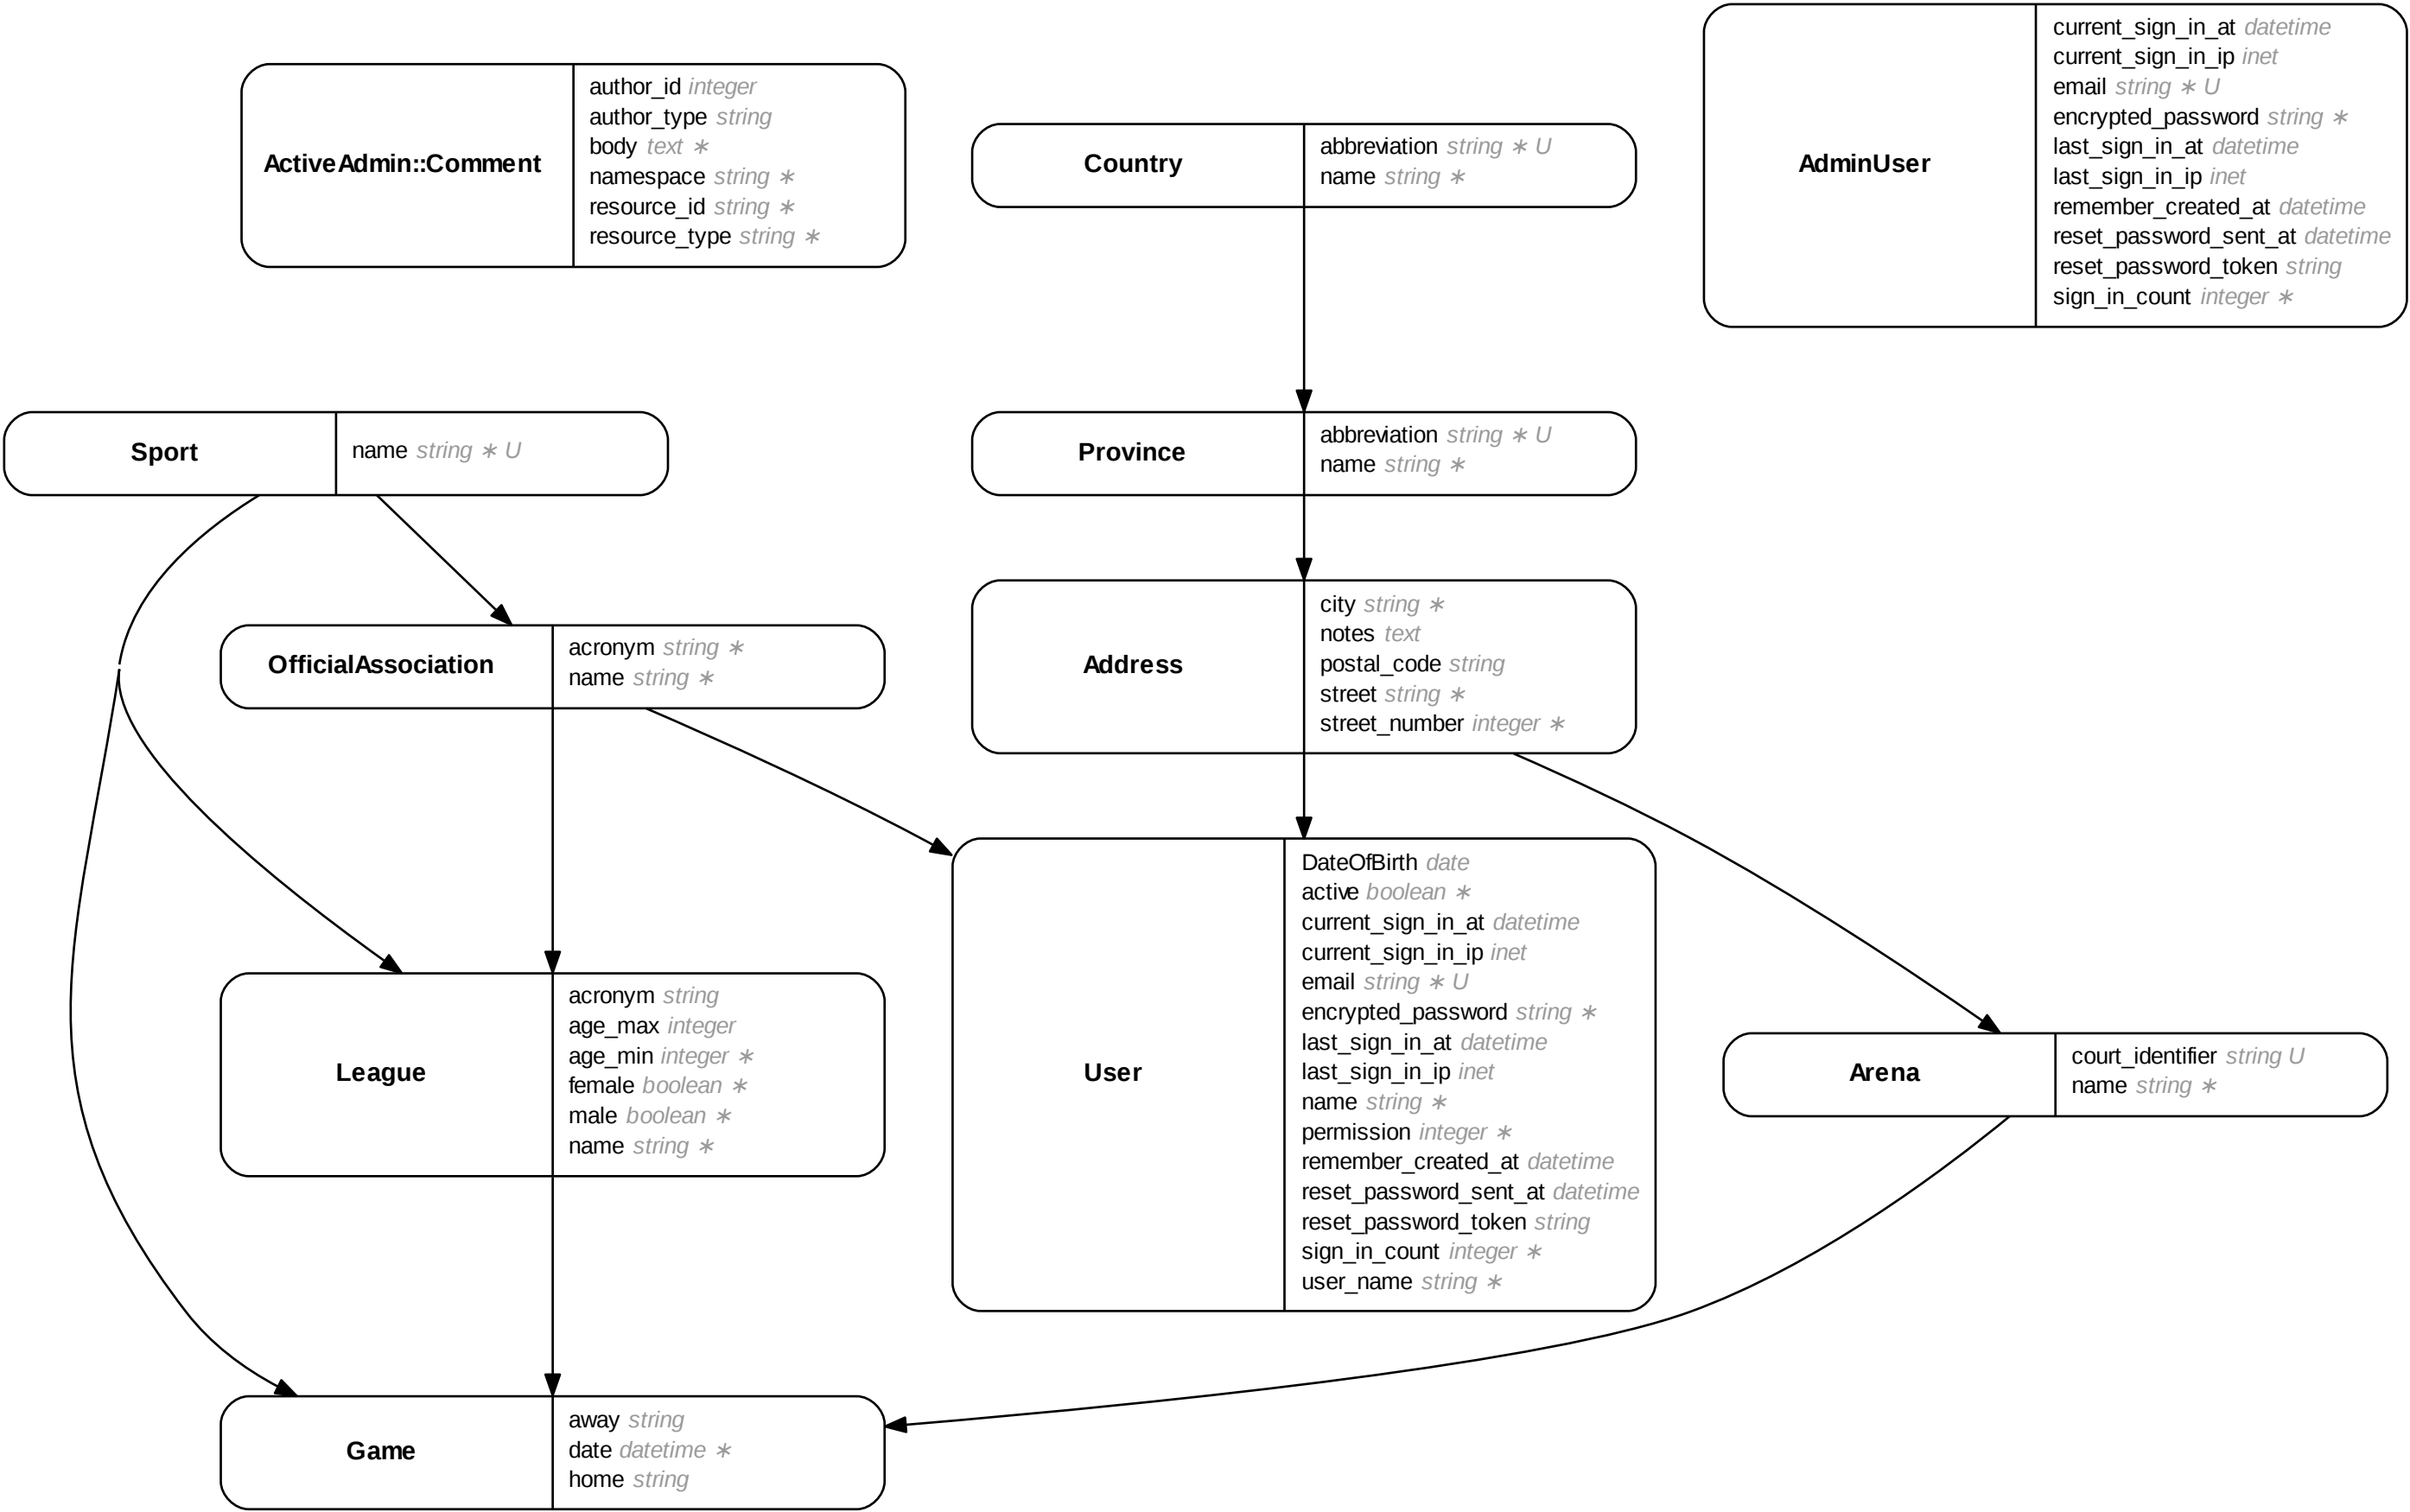 ActiveAdmin::Comment
author_id integer
author_type string
body text ∗
namespace string ∗
resource_id string ∗
resource_type string ∗
Country
abbreviation string ∗ U
name string ∗
AdminUser
current_sign_in_at datetime
current_sign_in_ip inet
email string ∗ U
encrypted_password string ∗
last_sign_in_at datetime
last_sign_in_ip inet
remember_created_at datetime
reset_password_sent_at datetime
reset_password_token string
sign_in_count integer ∗
Sport
name string ∗ U
Province
abbreviation string ∗ U
name string ∗
OfficialAssociation
acronym string ∗
name string ∗
Address
city string ∗
notes text
postal_code string
street string ∗
street_number integer ∗
League
acronym string
age_max integer
age_min integer ∗
female boolean ∗
male boolean ∗
name string ∗
User
DateOfBirth date
active boolean ∗
current_sign_in_at datetime
current_sign_in_ip inet
email string ∗ U
encrypted_password string ∗
last_sign_in_at datetime
last_sign_in_ip inet
name string ∗
permission integer ∗
remember_created_at datetime
reset_password_sent_at datetime
reset_password_token string
sign_in_count integer ∗
user_name string ∗
Arena
court_identifier string U
name string ∗
Game
away string
date datetime ∗
home string